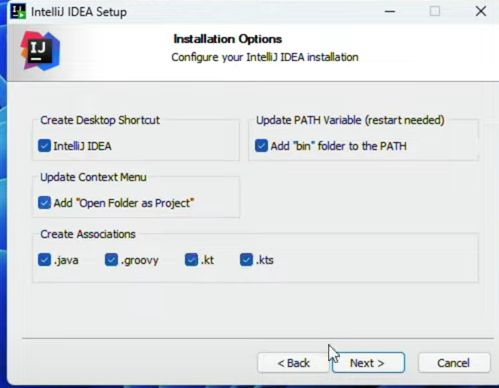 IntelliJ IDEA Setup
IJ
Installation Options
Configure your IntelliJ IDEA installation
Create Desktop Shortcut
IntelliJ IDEA
Update PATH Variable (restart needed)
Add "bin" folder to the PATH
Update Context Menu
Add "Open Folder as Project"
Create Associations
.java .groovy .kt .kts
< Back Next > Cancel